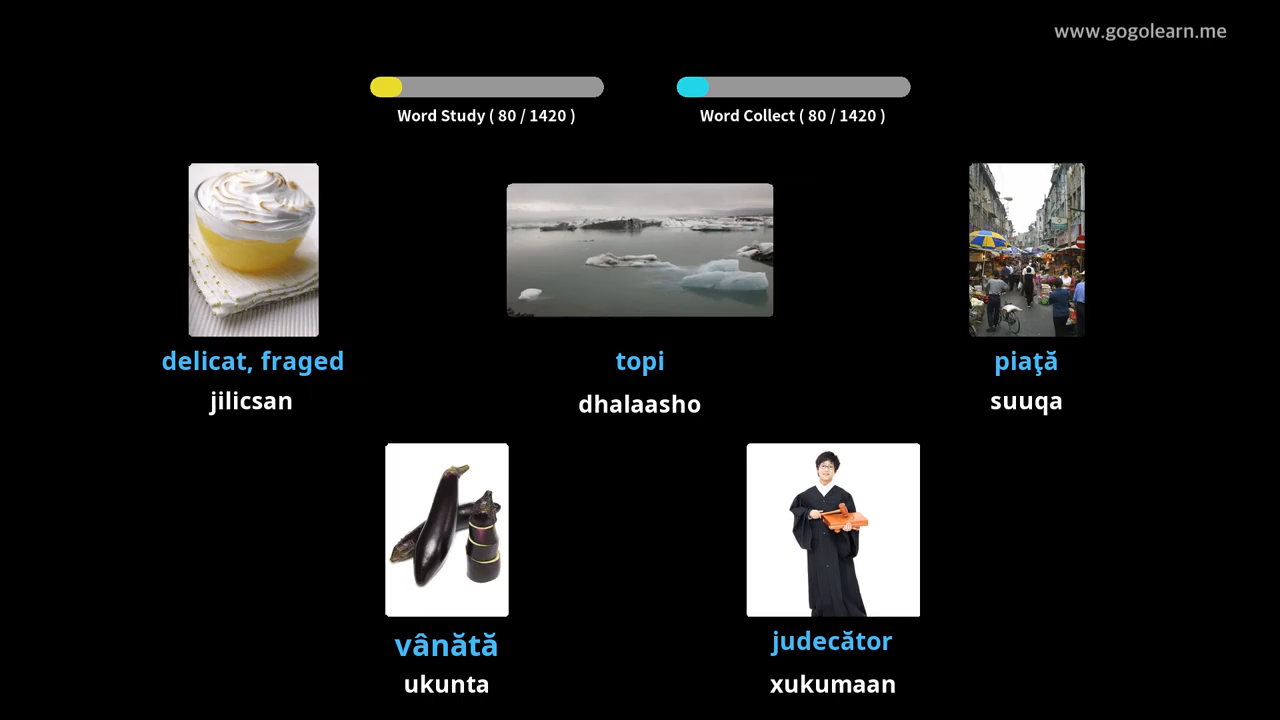 www.gogolearn.me
Word Study ( 80 / 1420 )
Word Collect ( 80 / 1420 )
delicat, fraged
jilicsan
topi
dhalaasho
piaţă
suuqa
vânătă
ukunta
judecător
xukumaan